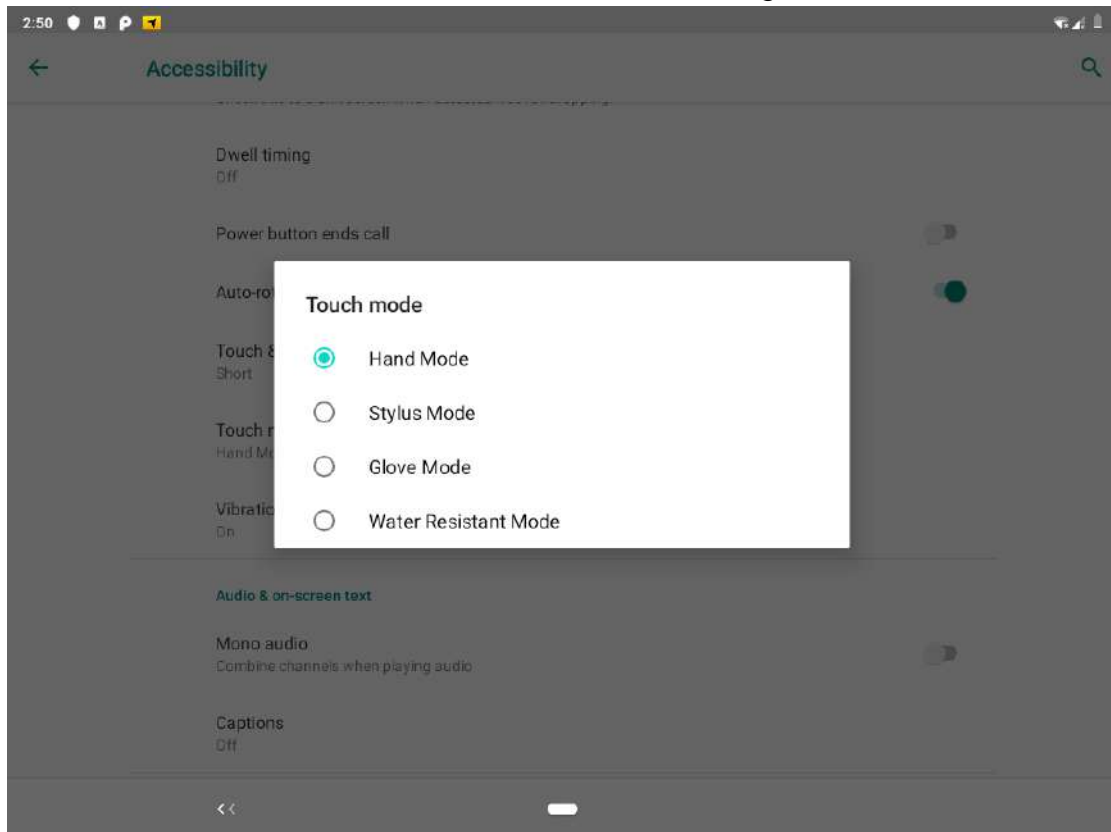 2:50
Accessibility
Dwell timing
Off
Power button ends call
Auto-rot
Touch &
Short
Touch m
Hand Mo
Vibratio
On
Touch mode
Hand Mode
Stylus Mode
Glove Mode
Water Resistant Mode
Audio & on-screen text
Mono audio
Combine channels when playing audio
Captions
Off